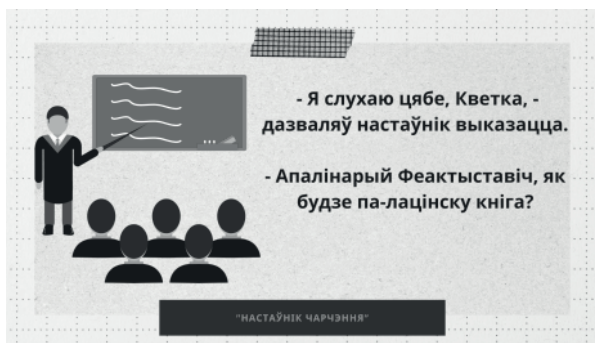 - Я слухаю цябе, Кветка, -
дазваляў настаўнік выказацца.
- Апалінарый Феактыставіч, як
будзе па-лацінску кніга?
"НАСТАЎНІК ЧАРЧЭННЯ"